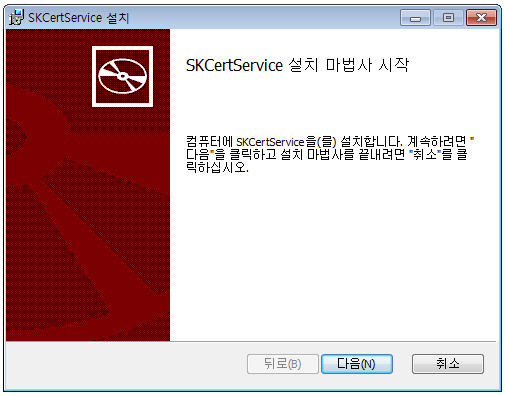 SKCertService 설치
SKCertService 설치 마법사 시작
컴퓨터에 SKCertService을(를) 설치합니다. 계속하려면 "
다음"을 클릭하고 설치 마법사를 끝내려면 "취소"를 클
릭하십시오.
뒤로(B) 다음(N) 취소